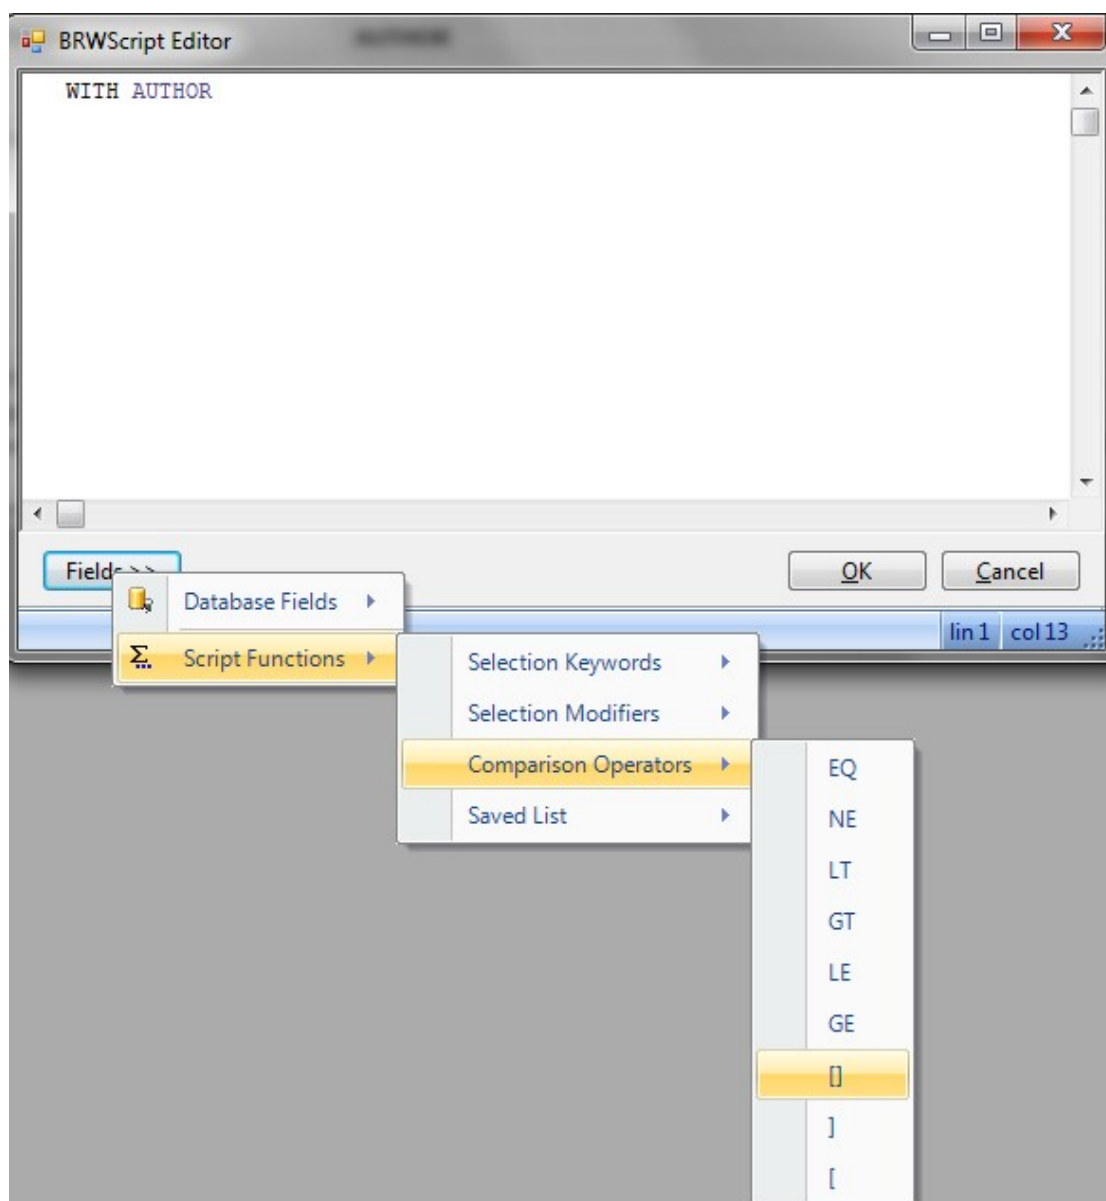 BRWScript Editor
WITH AUTHOR
Fields >>
OK
Cancel
Database Fields
lin 1 col 13
Script Functions
Selection Keywords
Selection Modifiers
Comparison Operators
Saved List
EQ
NE
LT
GT
LE
GE
[]
]
[